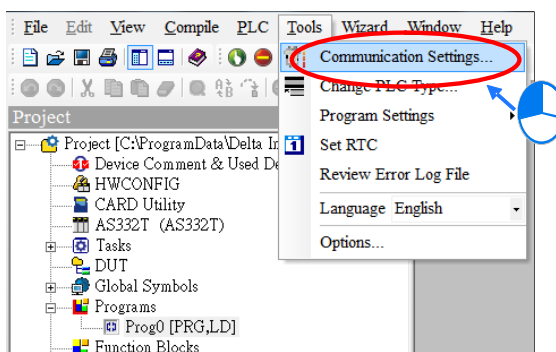 File Edit View Compile PLC Tools Wizard Window Help
Communication Settings...
Change PLC Type...
Project
Program Settings
Project [C:\ProgramData\Delta In
Set RTC
Device Comment & Used De
Review Error Log File
HWCONFIG
CARD Utility
Language English
AS332T (AS332T)
Tasks
Options...
DUT
Global Symbols
Programs
Prog0 [PRG,LD]
Function Blocks